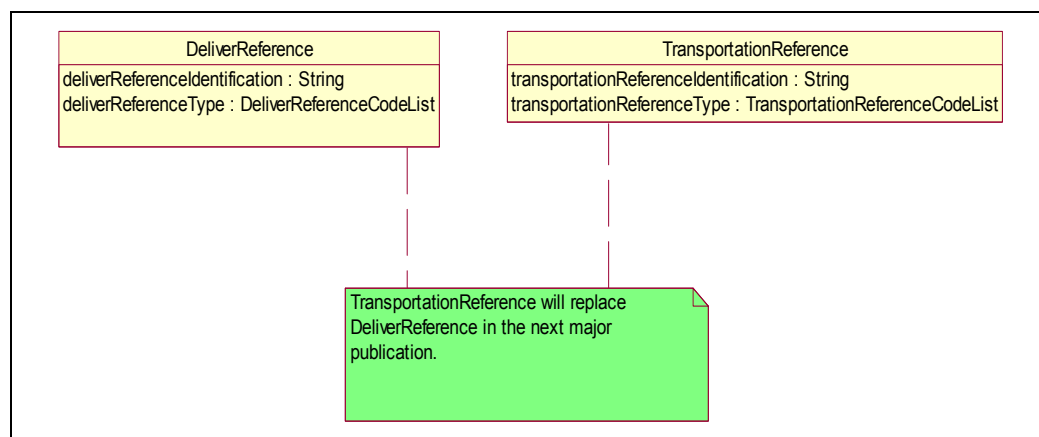 DeliverReference
deliverReferenceIdentification : String
deliverReferenceType : DeliverReferenceCodeList
TransportationReference
transportationReferenceIdentification : String
transportationReferenceType : TransportationReferenceCodeList
TransportationReference will replace
DeliverReference in the next major
publication.